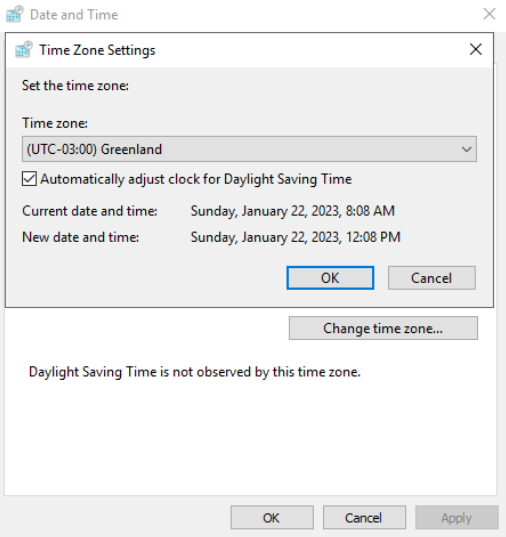 Date and Time
Time Zone Settings
Set the time zone:
Time zone:
(UTC-03:00) Greenland
Automatically adjust clock for Daylight Saving Time
Current date and time: Sunday, January 22, 2023, 8:08 AM
New date and time: Sunday, January 22, 2023, 12:08 PM
OK Cancel
Change time zone...
Daylight Saving Time is not observed by this time zone.
OK Cancel Apply